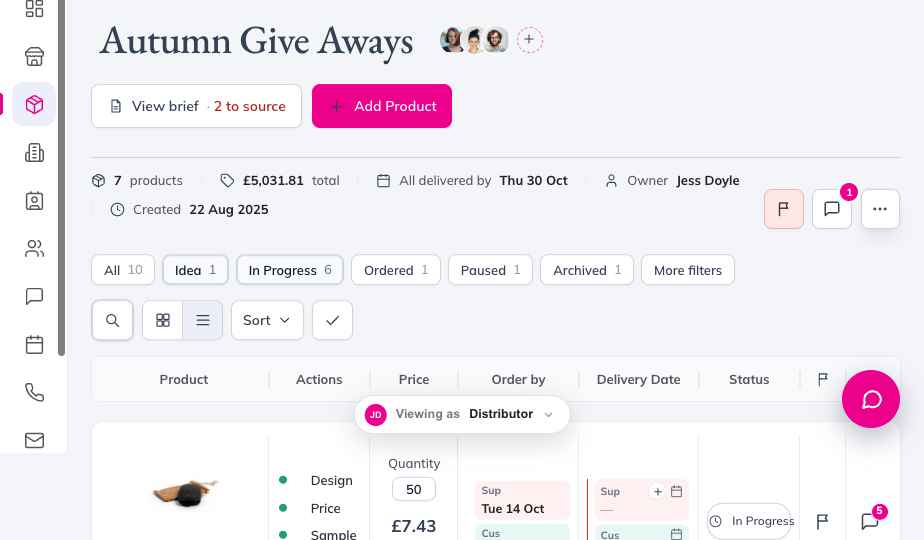 Autumn Give Aways
View brief · 2 to source
Add Product
7 products
£5,031.81 total
All delivered by Thu 30 Oct
Owner Jess Doyle
Created 22 Aug 2025
1
All 10
Idea 1
In Progress 6
Ordered 1
Paused 1
Archived 1
More filters
Sort
Product
Actions
Price
Order by
Delivery Date
Status
JD Viewing as Distributor
Design
Price
Sample
Quantity
50
£7.43
Sup
Tue 14 Oct
Cus
Sup
—
Cus
In Progress
5